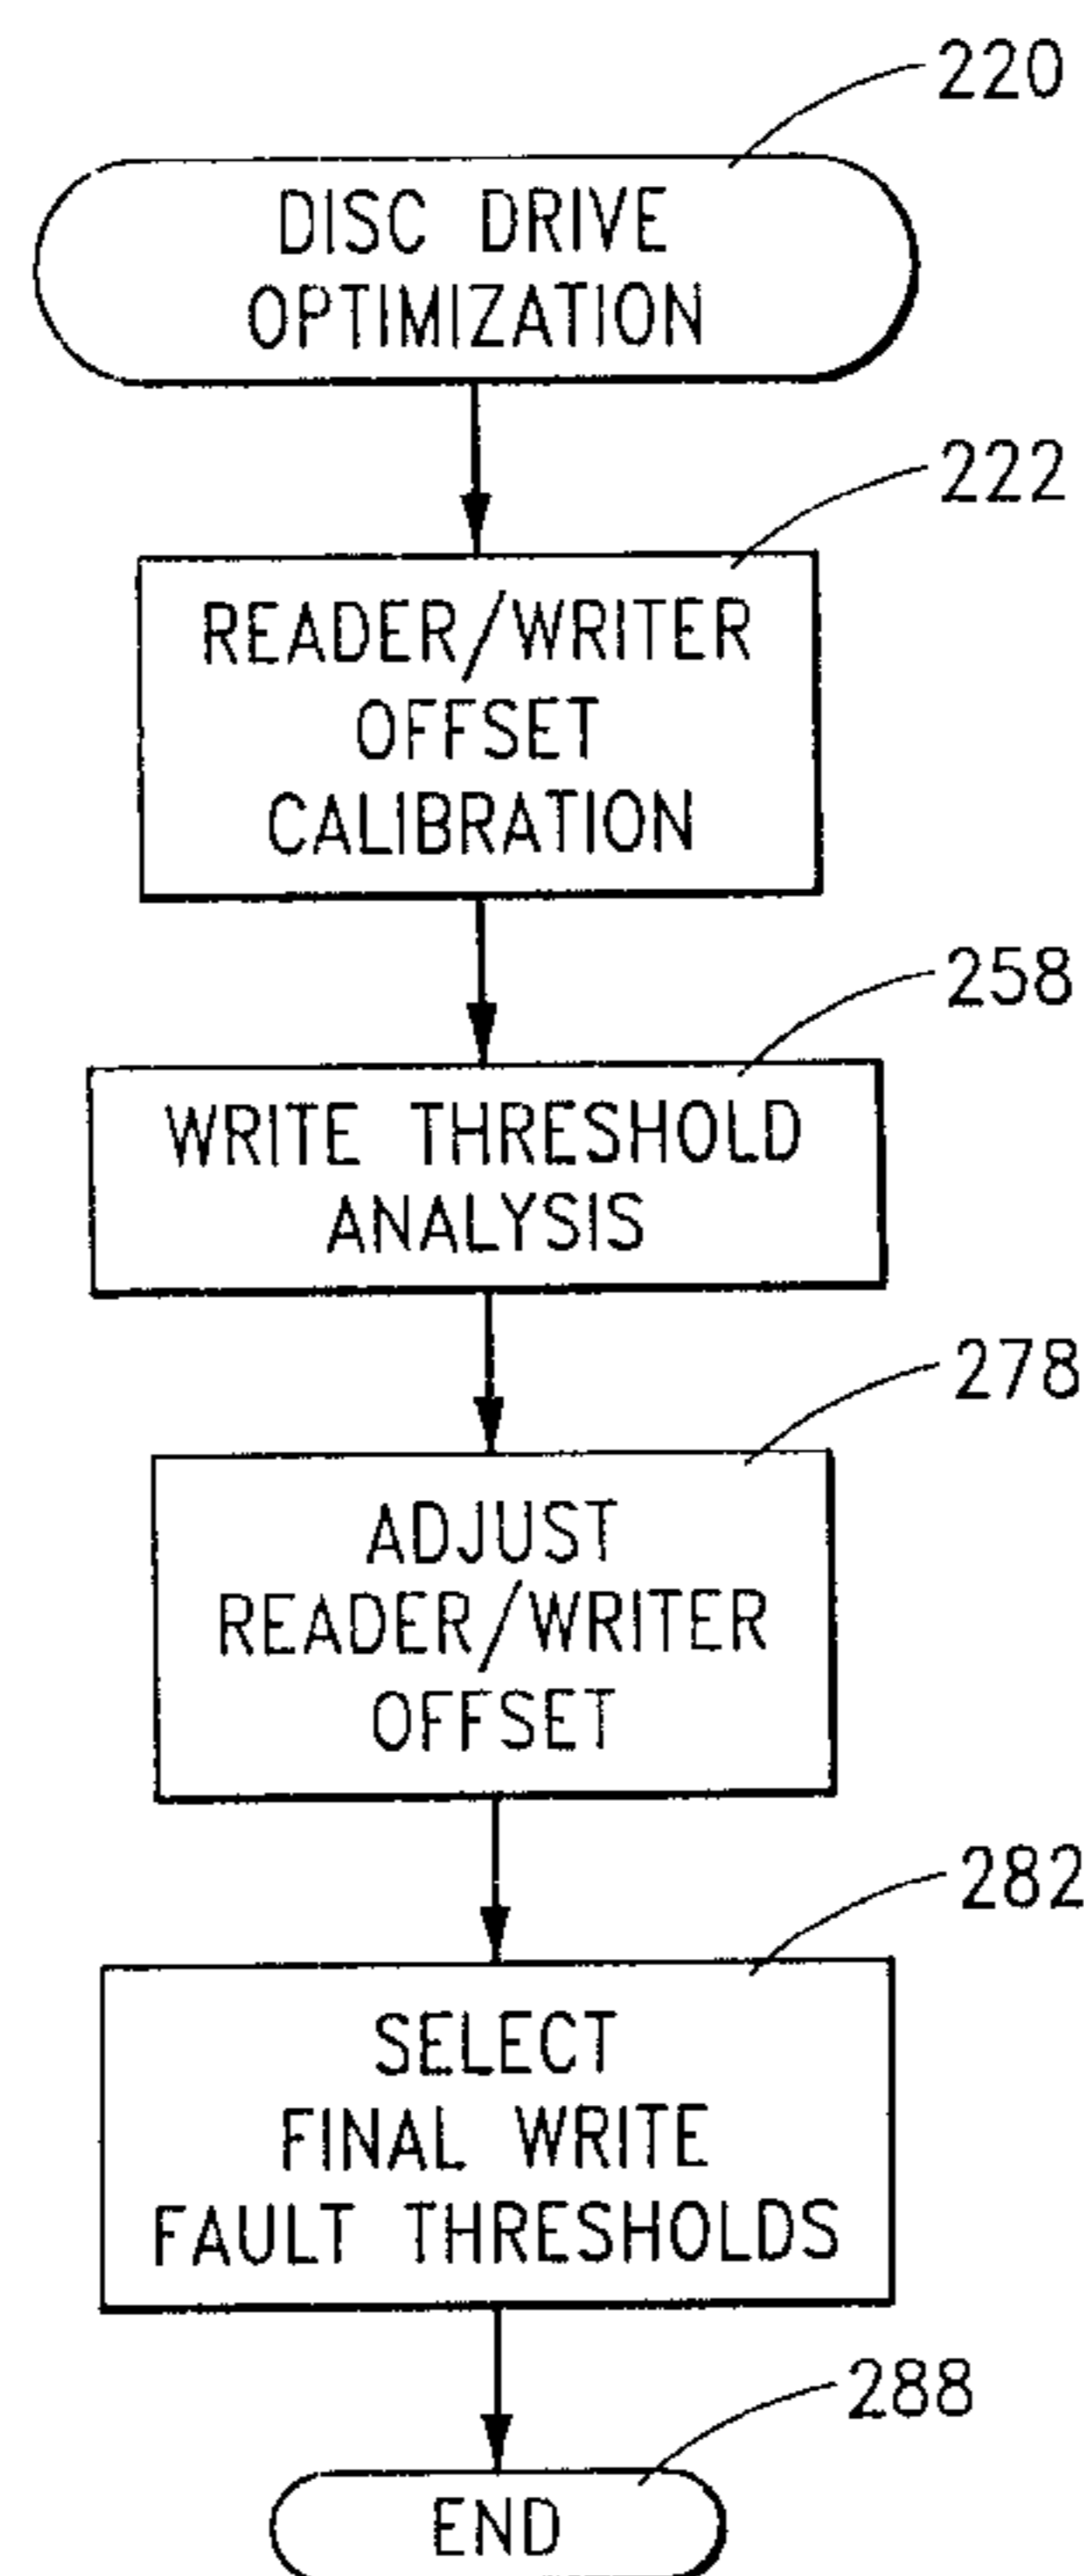 220
DISC DRIVE
OPTIMIZATION
222
READER/WRITER
OFFSET
CALIBRATION
258
WRITE THRESHOLD
ANALYSIS
278
ADJUST
READER/WRITER
OFFSET
282
SELECT
FINAL WRITE
FAULT THRESHOLDS
288
END